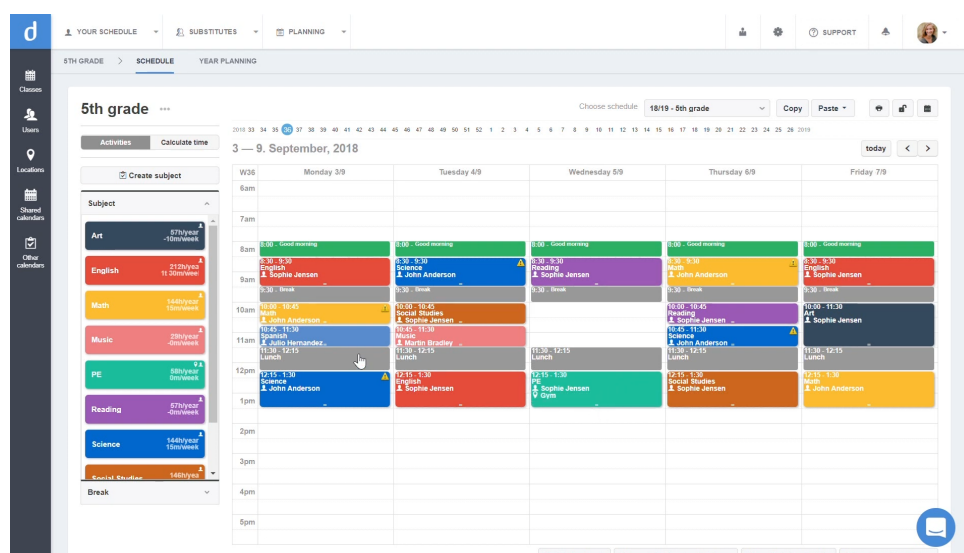 d
YOUR SCHEDULE
SUBSTITUTES
PLANNING
SUPPORT
5TH GRADE > SCHEDULE YEAR PLANNING
Classes
Users
Locations
Shared calendars
Other calendars
5th grade ...
Choose schedule
18/19 - 5th grade
Copy
Paste
2018 33 34 35 36 37 38 39 40 41 42 43 44 45 46 47 48 49 50 51 52 1 2 3 4 5 6 7 8 9 10 11 12 13 14 15 16 17 18 19 20 21 22 23 24 25 26 2019
Activities
Calculate time
3 — 9. September, 2018
today < >
Create subject
Subject
Art
57h/year
-10m/week
English
212h/yea
1t 30m/weel
Math
144h/year
15m/week
Music
29h/year
-0m/week
PE
58h/year
0m/week
Reading
57h/year
-0m/week
Science
144h/year
15m/week
Social Studies
146h/yea
Break
W36
Monday 3/9
Tuesday 4/9
Wednesday 5/9
Thursday 6/9
Friday 7/9
6am
7am
8am
9am
10am
11am
12pm
1pm
2pm
3pm
4pm
5pm
8:00 - Good morning
8:30 - 9:30
English
Sophie Jensen
9:30 - Break
10:00 - 10:45
Math
John Anderson
10:45 - 11:30
Spanish
Julio Hernandez
11:30 - 12:15
Lunch
12:15 - 1:30
Science
John Anderson
8:00 - Good morning
8:30 - 9:30
Science
John Anderson
9:30 - Break
10:00 - 10:45
Social Studies
Sophie Jensen
10:45 - 11:30
Music
Martin Bradley
11:30 - 12:15
Lunch
12:15 - 1:30
English
Sophie Jensen
8:00 - Good morning
8:30 - 9:30
Reading
Sophie Jensen
9:30 - Break
11:30 - 12:15
Lunch
12:15 - 1:30
PE
Sophie Jensen
Gym
8:00 - Good morning
8:30 - 9:30
Math
John Anderson
9:30 - Break
10:00 - 10:45
Reading
Sophie Jensen
10:45 - 11:30
Science
John Anderson
11:30 - 12:15
Lunch
12:15 - 1:30
Social Studies
Sophie Jensen
8:00 - Good morning
8:30 - 9:30
English
Sophie Jensen
9:30 - Break
10:00 - 11:30
Art
Sophie Jensen
11:30 - 12:15
Lunch
12:15 - 1:30
Math
John Anderson